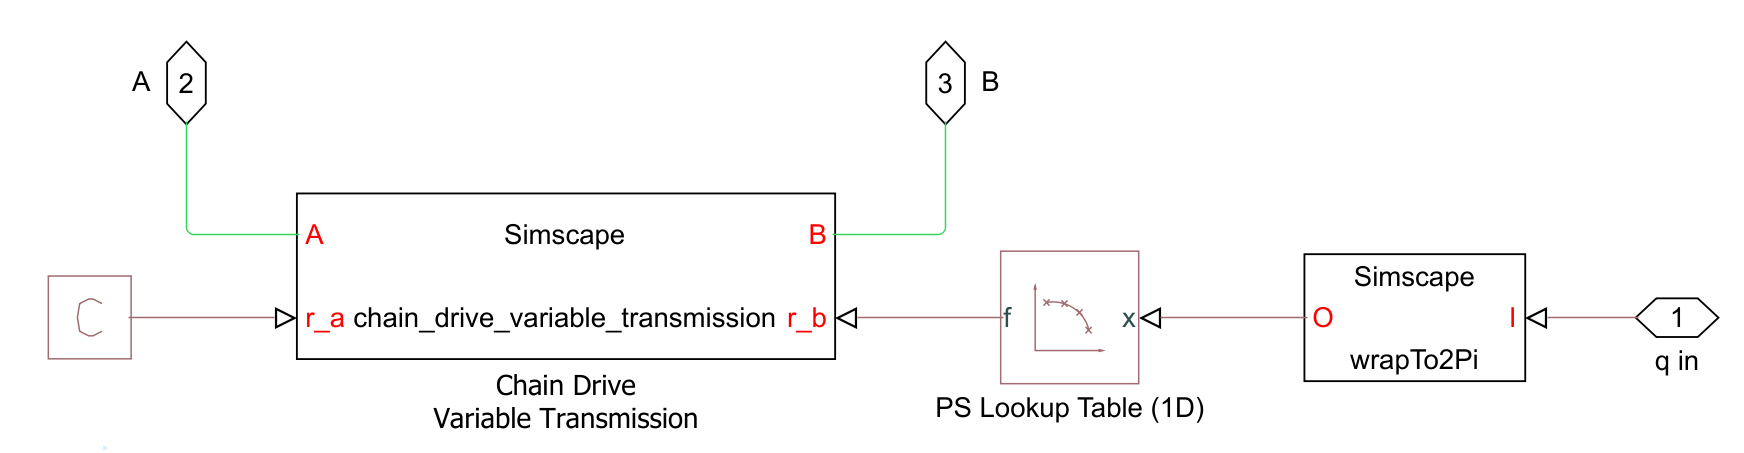 A
2
3
B
Simscape
A
B
C
r_a chain_drive_variable_transmission r_b
Chain Drive
Variable Transmission
f
x
PS Lookup Table (1D)
Simscape
O
I
wrapTo2Pi
1
q in